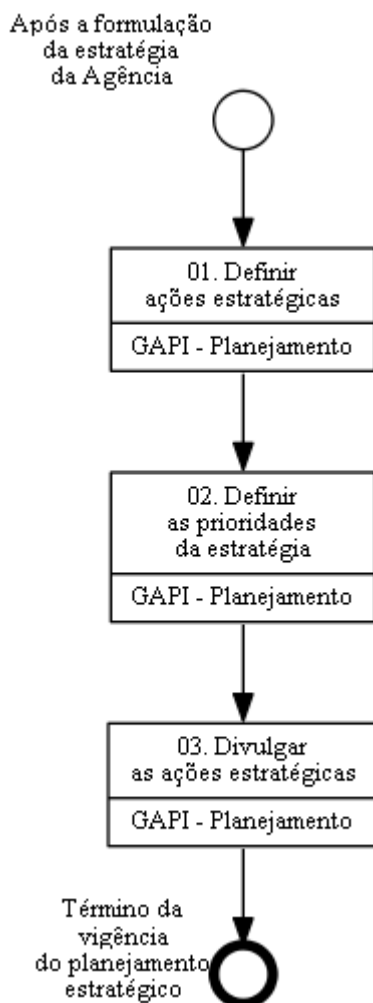 Após a formulação
da estratégia
da Agência
01. Definir
ações estratégicas
GAPI - Planejamento
02. Definir
as prioridades
da estratégia
GAPI - Planejamento
03. Divulgar
as ações estratégicas
GAPI - Planejamento
Término da
vigência
do planejamento
estratégico